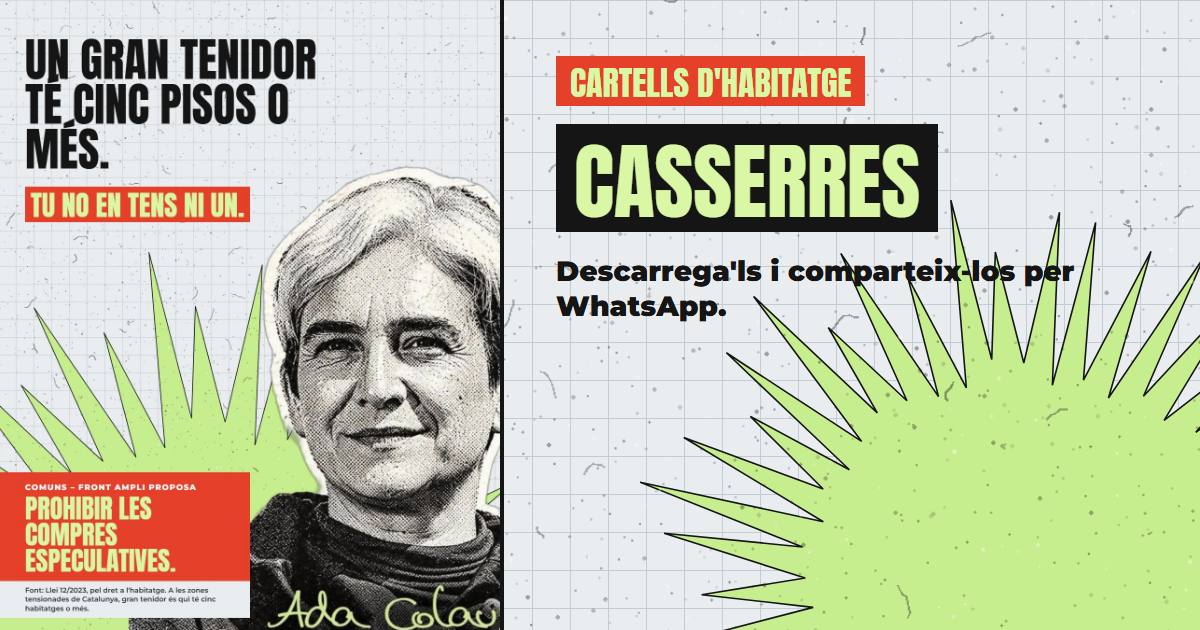 UN GRAN TENIDOR
TÉ CINC PISOS O
MÉS.
TU NO EN TENS NI UN.
COMUNS – FRONT AMPLI PROPOSA
PROHIBIR LES
COMPRES
ESPECULATIVES.
Font: Llei 12/2023, pel dret a l'habitatge. A les zones
tensionades de Catalunya, gran tenidor és qui té cinc
habitatges o més.
Ada Colau
CARTELLS D'HABITATGE
CASSERRES
Descarrega'ls i comparteix-los per
WhatsApp.